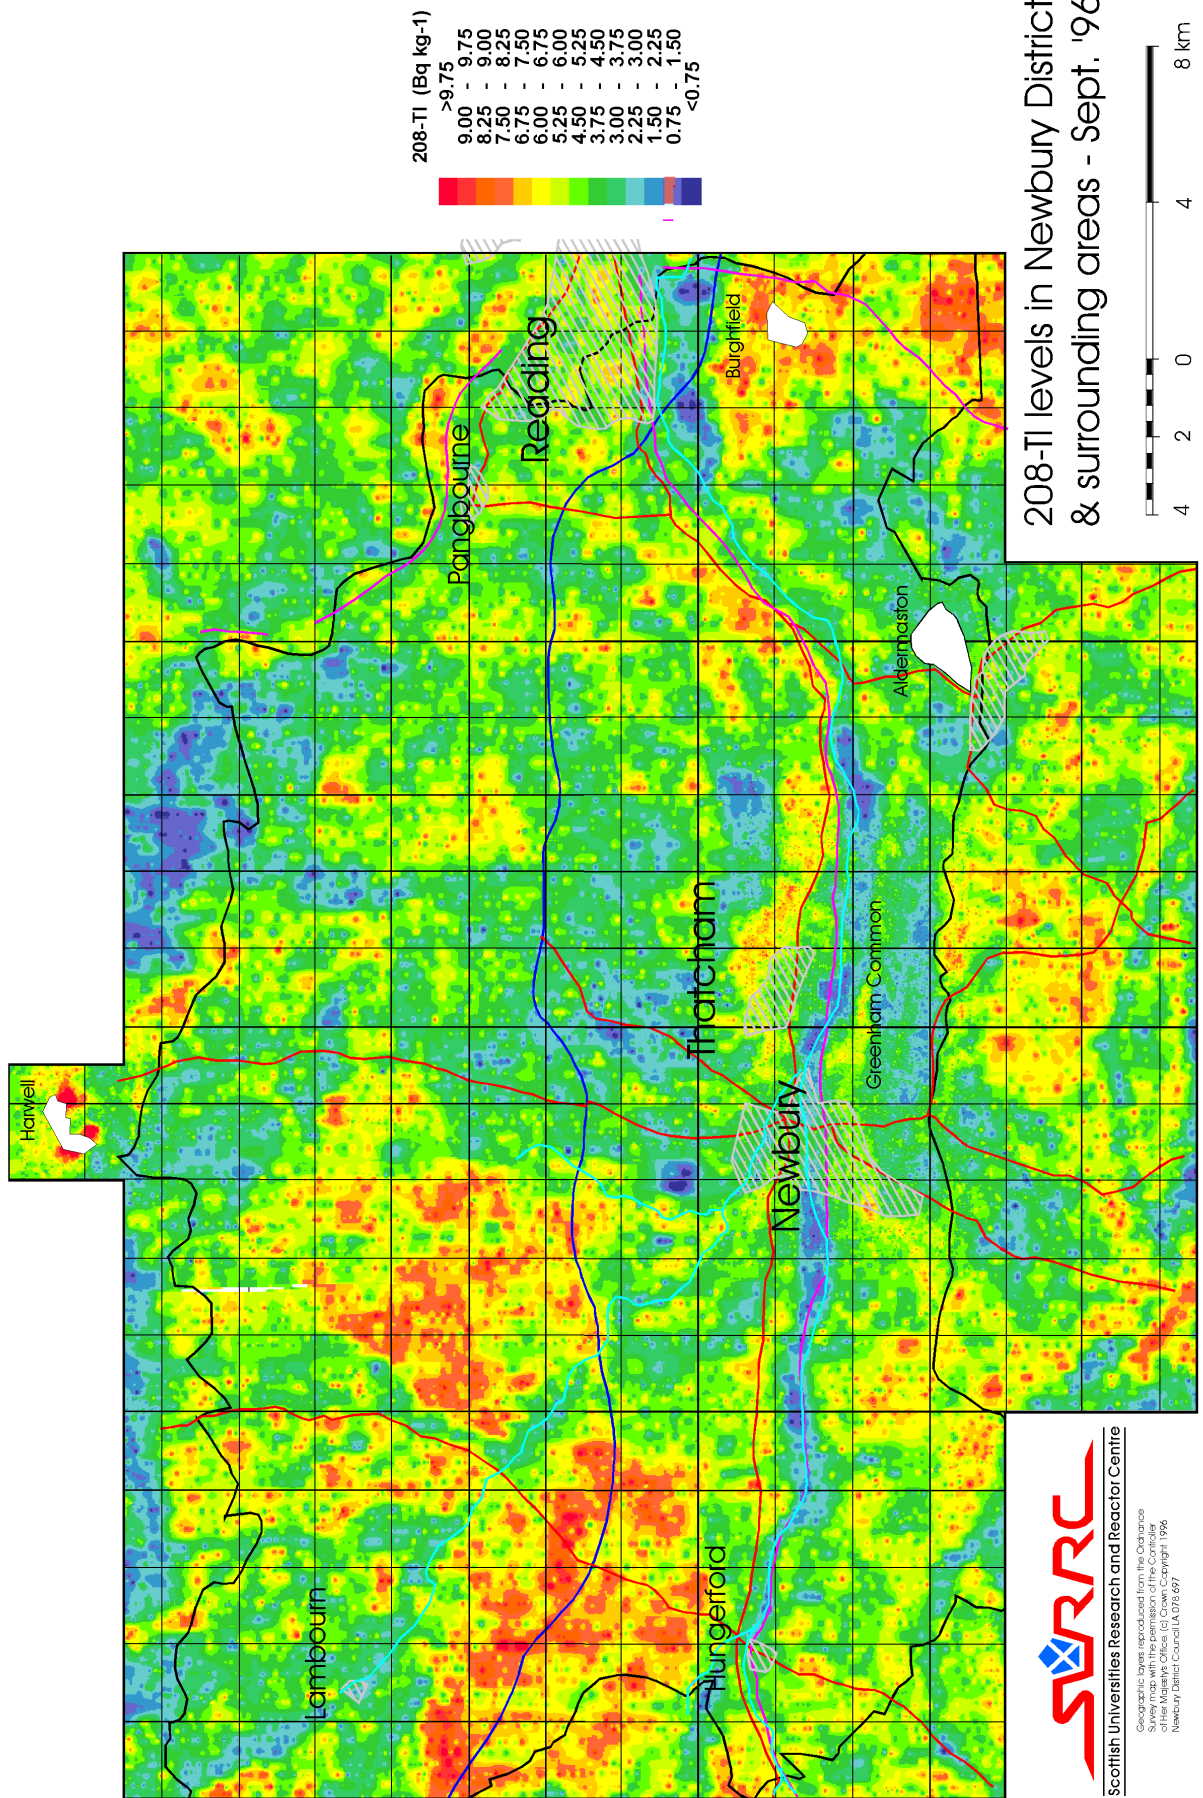 Harwell
Lambourn
Pangbourne
Reading
Thatcham
Newbury
Hungerford
Burghfield
Aldermaston
Greenham Common
208-Tl (Bq kg-1)
>9.75
9.00 - 9.75
8.25 - 9.00
7.50 - 8.25
6.75 - 7.50
6.00 - 6.75
5.25 - 6.00
4.50 - 5.25
3.75 - 4.50
3.00 - 3.75
2.25 - 3.00
1.50 - 2.25
0.75 - 1.50
<0.75
208-Tl levels in Newbury District
& surrounding areas - Sept. '96
4 2 0 4 8 km
SURRC
Scottish Universities Research and Reactor Centre
Geographic layers reproduced from the Ordnance
Survey map with the permission of the Controller
of Her Majesty's Office, (c) Crown Copyright 1996
Newbury District Council LA 078 697